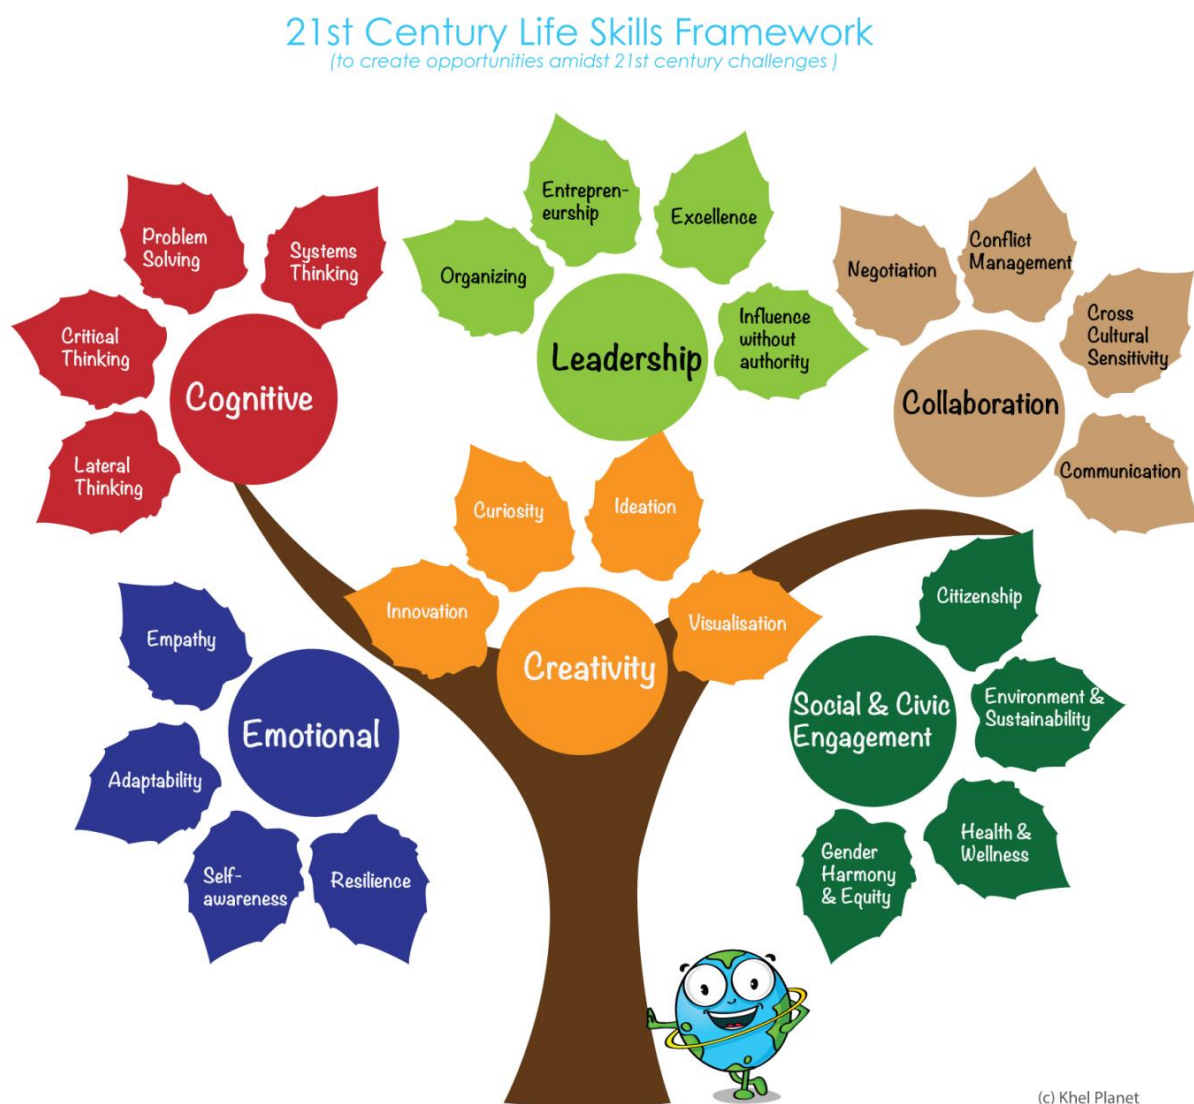 21st Century Life Skills Framework
(to create opportunities amidst 21st century challenges )
Problem
Solving
Systems
Thinking
Critical
Thinking
Lateral
Thinking
Cognitive
Entrepren-
eurship
Excellence
Organizing
Influence
without
authority
Leadership
Negotiation
Conflict
Management
Cross
Cultural
Sensitivity
Communication
Collaboration
Curiosity
Ideation
Innovation
Visualisation
Creativity
Empathy
Adaptability
Self-
awareness
Resilience
Emotional
Citizenship
Environment &
Sustainability
Health &
Wellness
Gender
Harmony
& Equity
Social & Civic
Engagement
(c) Khel Planet